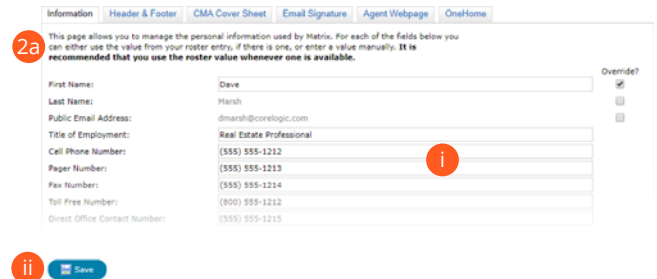 Information Header & Footer CMA Cover Sheet Email Signature Agent Webpage OneHome
2a
This page allows you to manage the personal information used by Matrix. For each of the fields below you
can either use the value from your roster entry, if there is one, or enter a value manually. It is
recommended that you use the roster value whenever one is available.
Override?
First Name: Dave
Last Name: Marsh
Public Email Address: dmarsh@corelogic.com
Title of Employment: Real Estate Professional
Cell Phone Number: (555) 555-1212
i
Pager Number: (555) 555-1213
Fax Number: (555) 555-1214
Toll Free Number: (800) 555-1212
Direct Office Contact Number: (555) 555-1215
ii Save